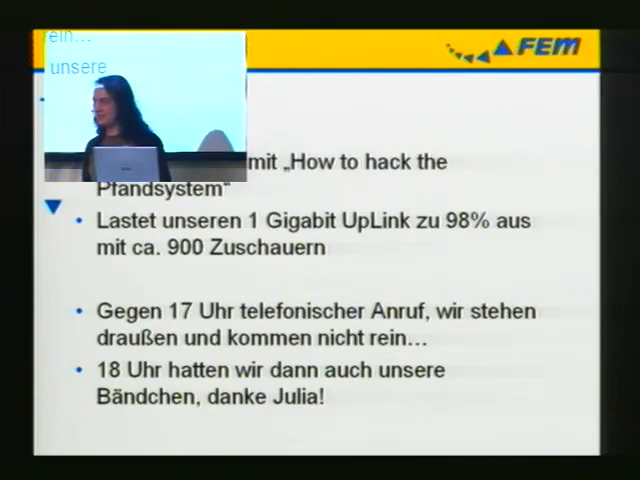 rein...
unsere
FEM
mit „How to hack the
Pfandsystem“
• Lastet unseren 1 Gigabit UpLink zu 98% aus
mit ca. 900 Zuschauern
• Gegen 17 Uhr telefonischer Anruf, wir stehen
draußen und kommen nicht rein...
• 18 Uhr hatten wir dann auch unsere
Bändchen, danke Julia!